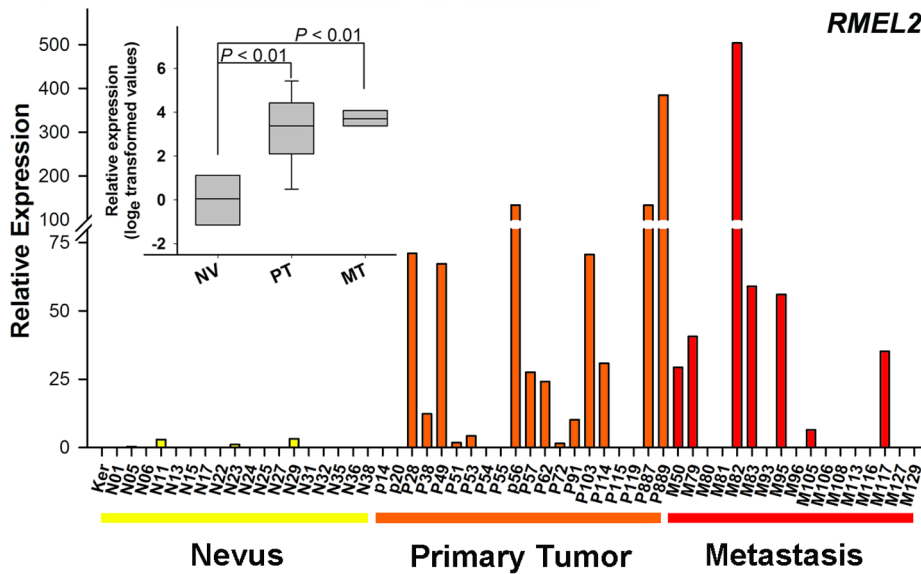 RMEL2
Relative Expression
500
400
300
200
100
75
50
25
0
Relative expression
(loge transformed values)
6
4
2
0
-2
P < 0.01
P < 0.01
NV
PT
MT
Ker
N01
N05
N06
N11
N13
N15
N17
N22
N23
N24
N25
N27
N29
N31
N32
N35
N36
N38
p14
p20
P28
P38
P49
P51
P53
P54
P55
p56
P57
P62
P72
P91
P103
P114
P115
P119
P887
P889
M50
M79
M80
M81
M82
M83
M93
M95
M96
M105
M106
M108
M113
M116
M117
M127
M129
Nevus
Primary Tumor
Metastasis